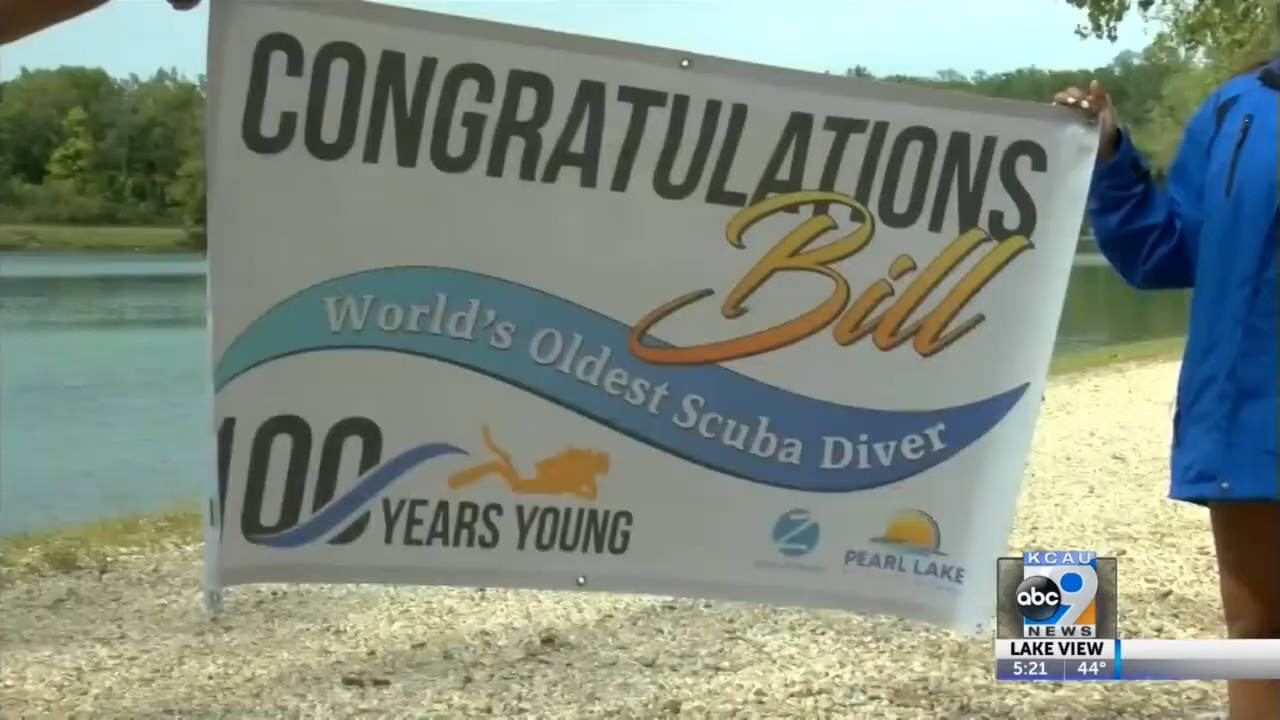 CONGRATULATIONS
Bill
World's Oldest Scuba Diver
100
YEARS YOUNG
Z
PEARL LAKE
KCAU
abc 9
NEWS
LAKE VIEW
5:21 44°